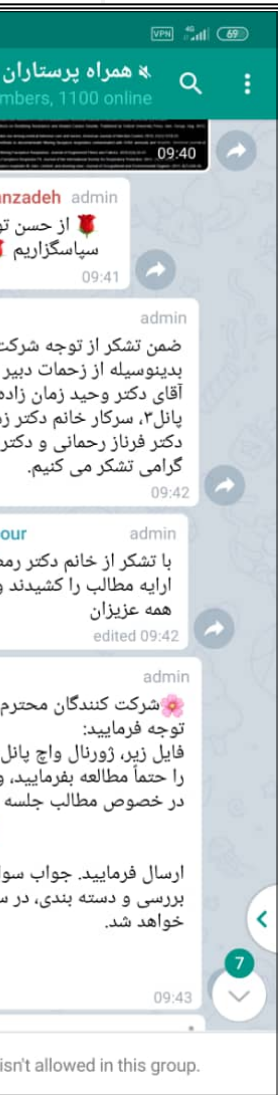 VPN 4G 69
همراه پرستاران
mbers, 1100 online
09:40
nzadeh admin
از حسن تو
سپاسگزاریم
09:41
admin
ضمن تشکر از توجه شرکت
بدینوسیله از زحمات دبیر
آقای دکتر وحید زمان زاده
پانل۳، سرکار خانم دکتر ز
دکتر فرناز رحمانی و دکتر
گرامی تشکر می کنیم.
09:42
our admin
با تشکر از خانم دکتر رمض
ارایه مطالب را کشیدند و
همه عزیزان
edited 09:42
admin
شرکت کنندگان محترم
توجه فرمایید:
فایل زیر، ژورنال واچ پانل
را حتماً مطالعه بفرمایید، و
در خصوص مطالب جلسه
ارسال فرمایید. جواب سوا
بررسی و دسته بندی، در س
خواهد شد.
7
09:43
isn't allowed in this group.